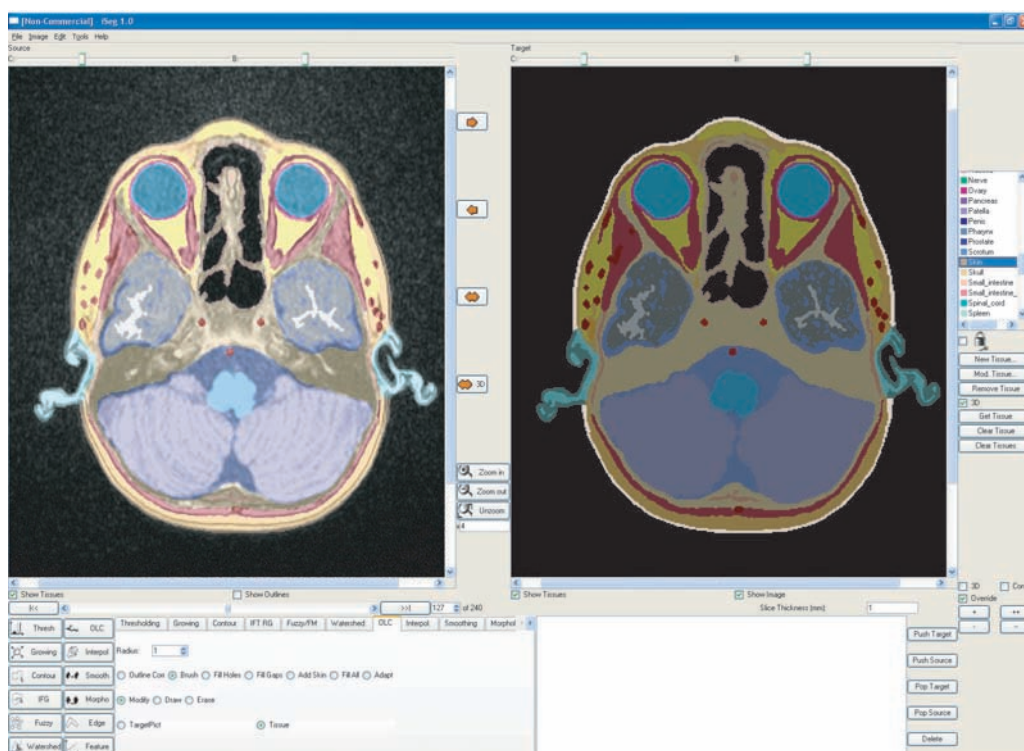 [Non-Commercial] - iSeg 1.0
File Image Edit Tools Help
Source
Target
C:
B:
C:
B:
Nerve
Ovary
Pancreas
Patella
Penis
Pharynx
Prostate
Scrotum
Skin
Skull
Small_intestine
Small_intestine_
Spinal_cord
Spleen
3D
New Tissue...
Mod. Tissue...
Remove Tissue
3D
Get Tissue
Clear Tissue
Clear Tissues
Zoom in
Zoom out
Unzoom
x4
Show Tissues
Show Outlines
Show Tissues
Show Image
3D
Override
|<<
>>|
127
of 240
Slice Thickness (mm)
1
+
++
-
--
Thresh
OLC
Thresholding Growing Contour IFT RG Fuzzy/FM Watershed OLC Interpol Smoothing Morphol
Push Target
Growing
Interpol
Radius:
1
Push Source
Contour
Smooth
Outline Corr Brush Fill Holes Fill Gaps Add Skin Fill All Adapt
IFG
Morpho
Modify Draw Erase
Pop Target
Fuzzy
Edge
TargetPict
Tissue
Pop Source
Watershed
Feature
Delete